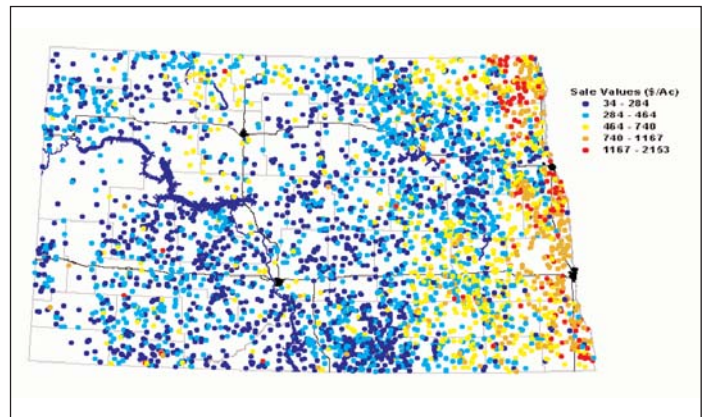 Sale Values ($/Ac)
34 - 284
284 - 464
464 - 740
740 - 1167
1167 - 2153